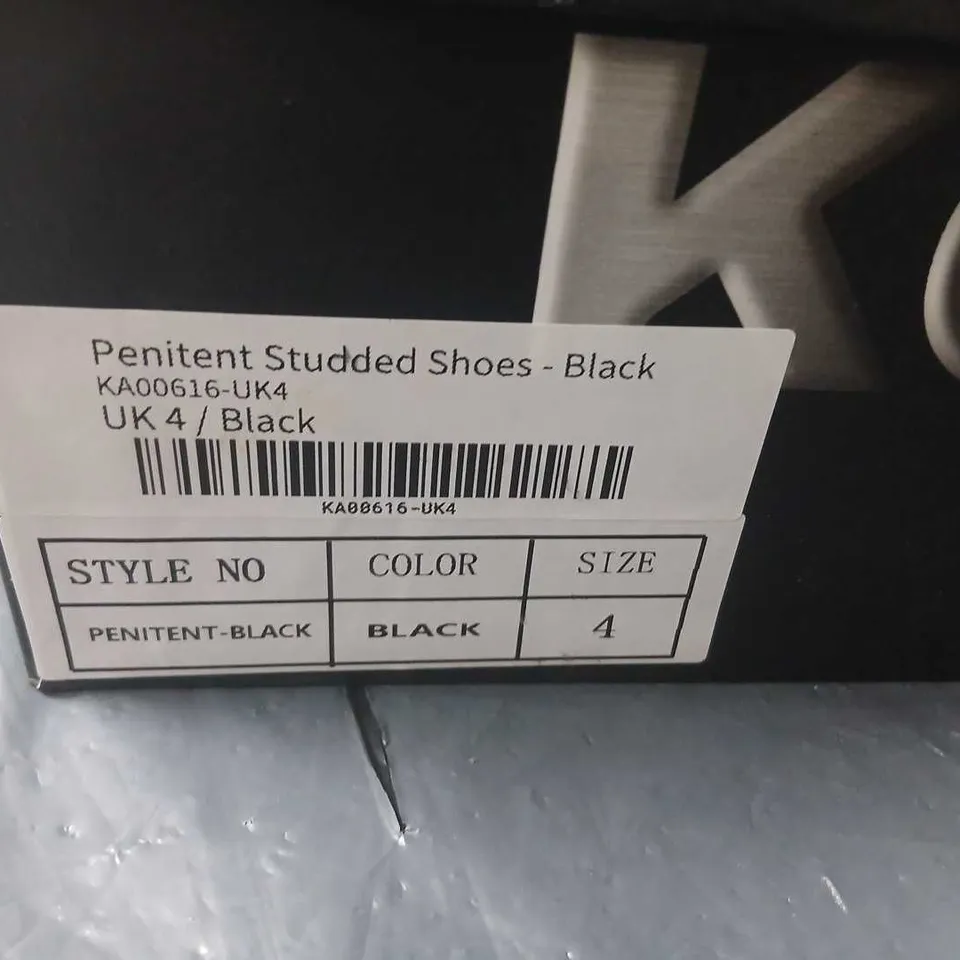 K
Penitent Studded Shoes - Black
KA00616-UK4
UK 4 / Black
KA00616-UK4
STYLE NO COLOR SIZE
PENITENT-BLACK BLACK 4